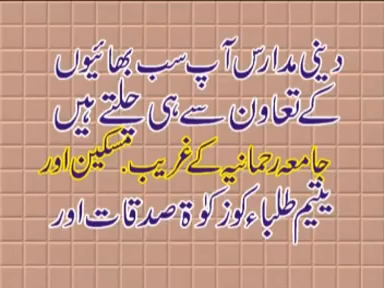 دینی مدارس آپ سب بھائیوں
کے تعاون سے ہی چلتے ہیں
جامعہ رحمانیہ کے غریب. مسکین اور
یتیم طلباء کو زکوٰۃ صدقات اور